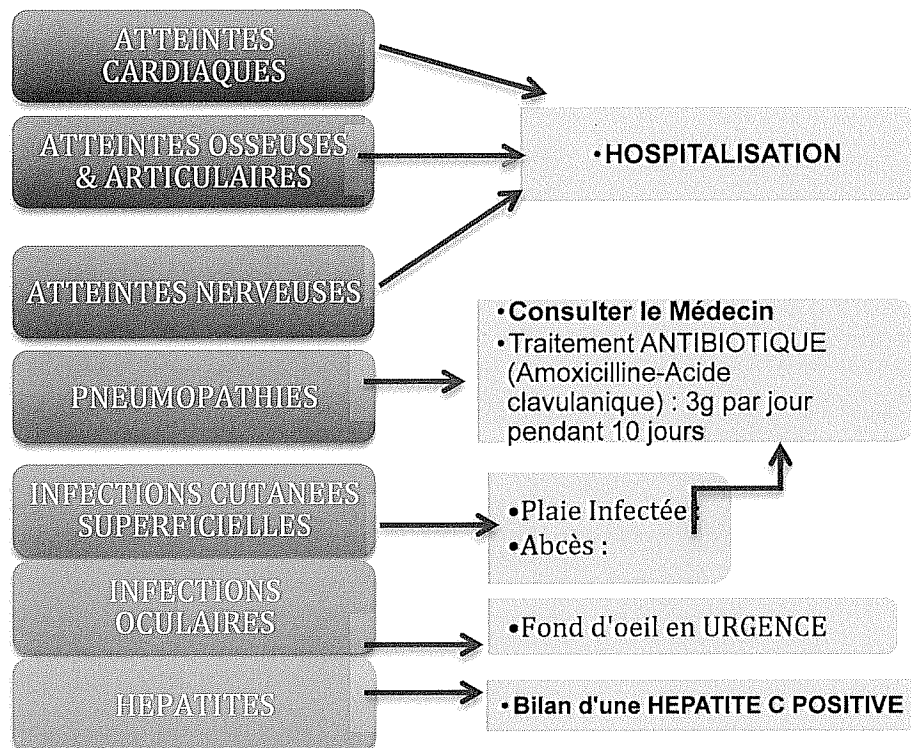 ATTEINTES
CARDIAQUES
ATTEINTES OSSEUSES
& ARTICULAIRES
•HOSPITALISATION
ATTEINTES NERVEUSES
PNEUMOPATHIES
•Consulter le Médecin
•Traitement ANTIBIOTIQUE
(Amoxicilline-Acide
clavulanique) : 3g par jour
pendant 10 jours
INFECTIONS CUTANEES
SUPERFICIELLES
•Plaie Infectée :
•Abcès :
INFECTIONS
OCULAIRES
•Fond d'oeil en URGENCE
HEPATITES
•Bilan d'une HEPATITE C POSITIVE